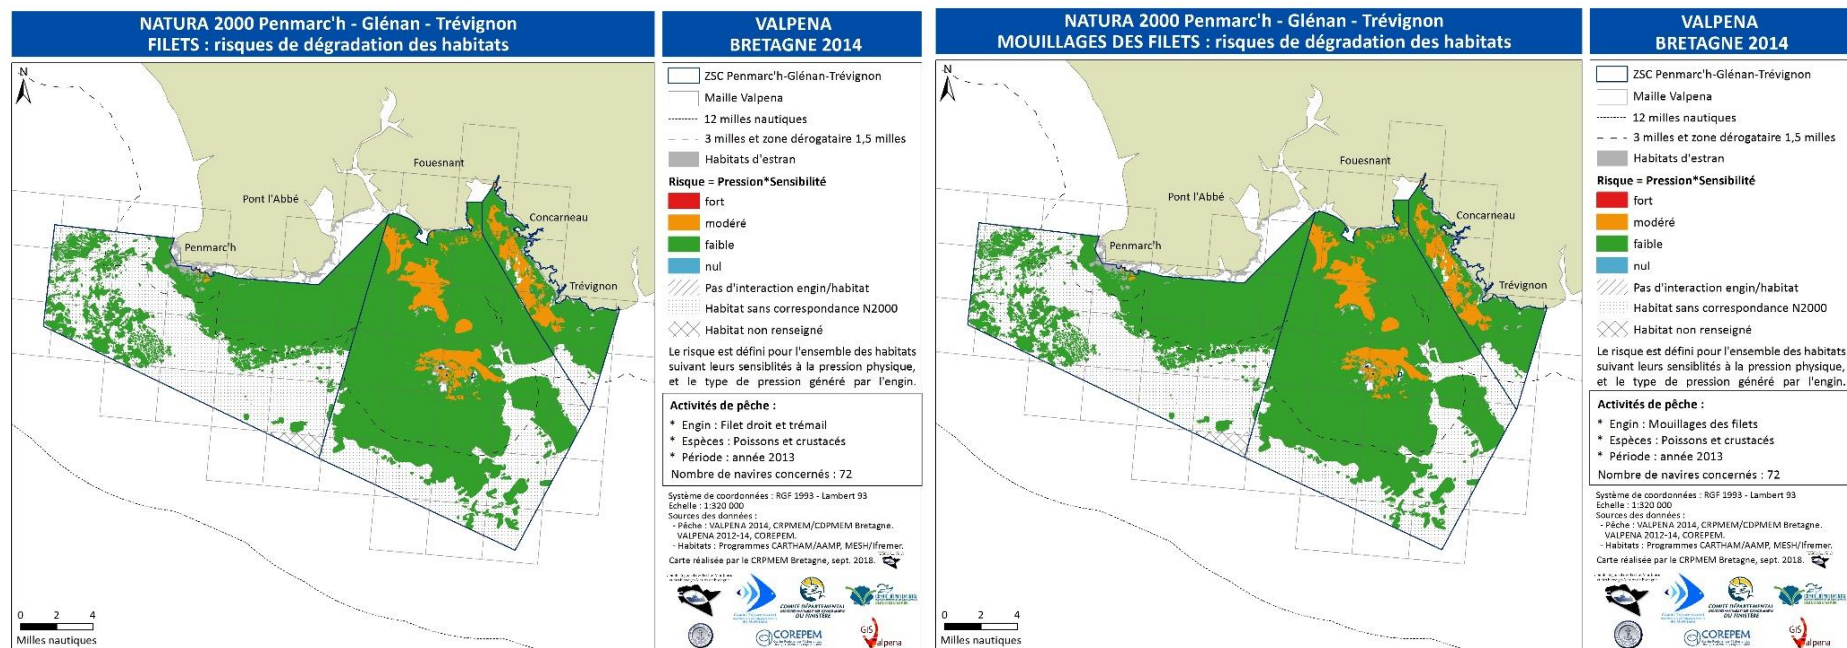 NATURA 2000 Penmarc'h - Glénan - Trévignon
FILETS : risques de dégradation des habitats
VALPENA
BRETAGNE 2014
N
Fouesnant
Pont l'Abbé
Concarneau
Penmarc'h
Trévignon
0 2 4
Milles nautiques
ZSC Penmarc'h-Glénan-Trévignon
Maille Valpena
12 milles nautiques
3 milles et zone dérogataire 1,5 milles
Habitats d'estran
Risque = Pression*Sensibilité
fort
modéré
faible
nul
Pas d'interaction engin/habitat
Habitat sans correspondance N2000
Habitat non renseigné
Le risque est défini pour l'ensemble des habitats
suivant leurs sensiblités à la pression physique,
et le type de pression généré par l'engin.
Activités de pêche :
* Engin : Filet droit et trémail
* Espèces : Poissons et crustacés
* Période : année 2013
Nombre de navires concernés : 72
Système de coordonnées : RGF 1993 - Lambert 93
Echelle : 1:320 000
Sources des données :
- Pêche : VALPENA 2014, CRPMEM/CDPMEM Bretagne.
VALPENA 2012-14, COREPEM.
- Habitats : Programmes CARTHAM/AAMP, MESH/Ifremer.
Carte réalisée par le CRPMEM Bretagne, sept. 2018.
COMITÉ DÉPARTEMENTAL
DU FINISTÈRE
COREPEM
GIS
Valpena
NATURA 2000 Penmarc'h - Glénan - Trévignon
MOUILLAGES DES FILETS : risques de dégradation des habitats
VALPENA
BRETAGNE 2014
N
Fouesnant
Pont l'Abbé
Concarneau
Penmarc'h
Trévignon
0 2 4
Milles nautiques
ZSC Penmarc'h-Glénan-Trévignon
Maille Valpena
12 milles nautiques
3 milles et zone dérogataire 1,5 milles
Habitats d'estran
Risque = Pression*Sensibilité
fort
modéré
faible
nul
Pas d'interaction engin/habitat
Habitat sans correspondance N2000
Habitat non renseigné
Le risque est défini pour l'ensemble des habitats
suivant leurs sensiblités à la pression physique,
et le type de pression généré par l'engin.
Activités de pêche :
* Engin : Mouillages des filets
* Espèces : Poissons et crustacés
* Période : année 2013
Nombre de navires concernés : 72
Système de coordonnées : RGF 1993 - Lambert 93
Echelle : 1:320 000
Sources des données :
- Pêche : VALPENA 2014, CRPMEM/CDPMEM Bretagne.
VALPENA 2012-14, COREPEM.
- Habitats : Programmes CARTHAM/AAMP, MESH/Ifremer.
Carte réalisée par le CRPMEM Bretagne, sept. 2018.
COMITÉ DÉPARTEMENTAL
DU FINISTÈRE
COREPEM
GIS
Valpena